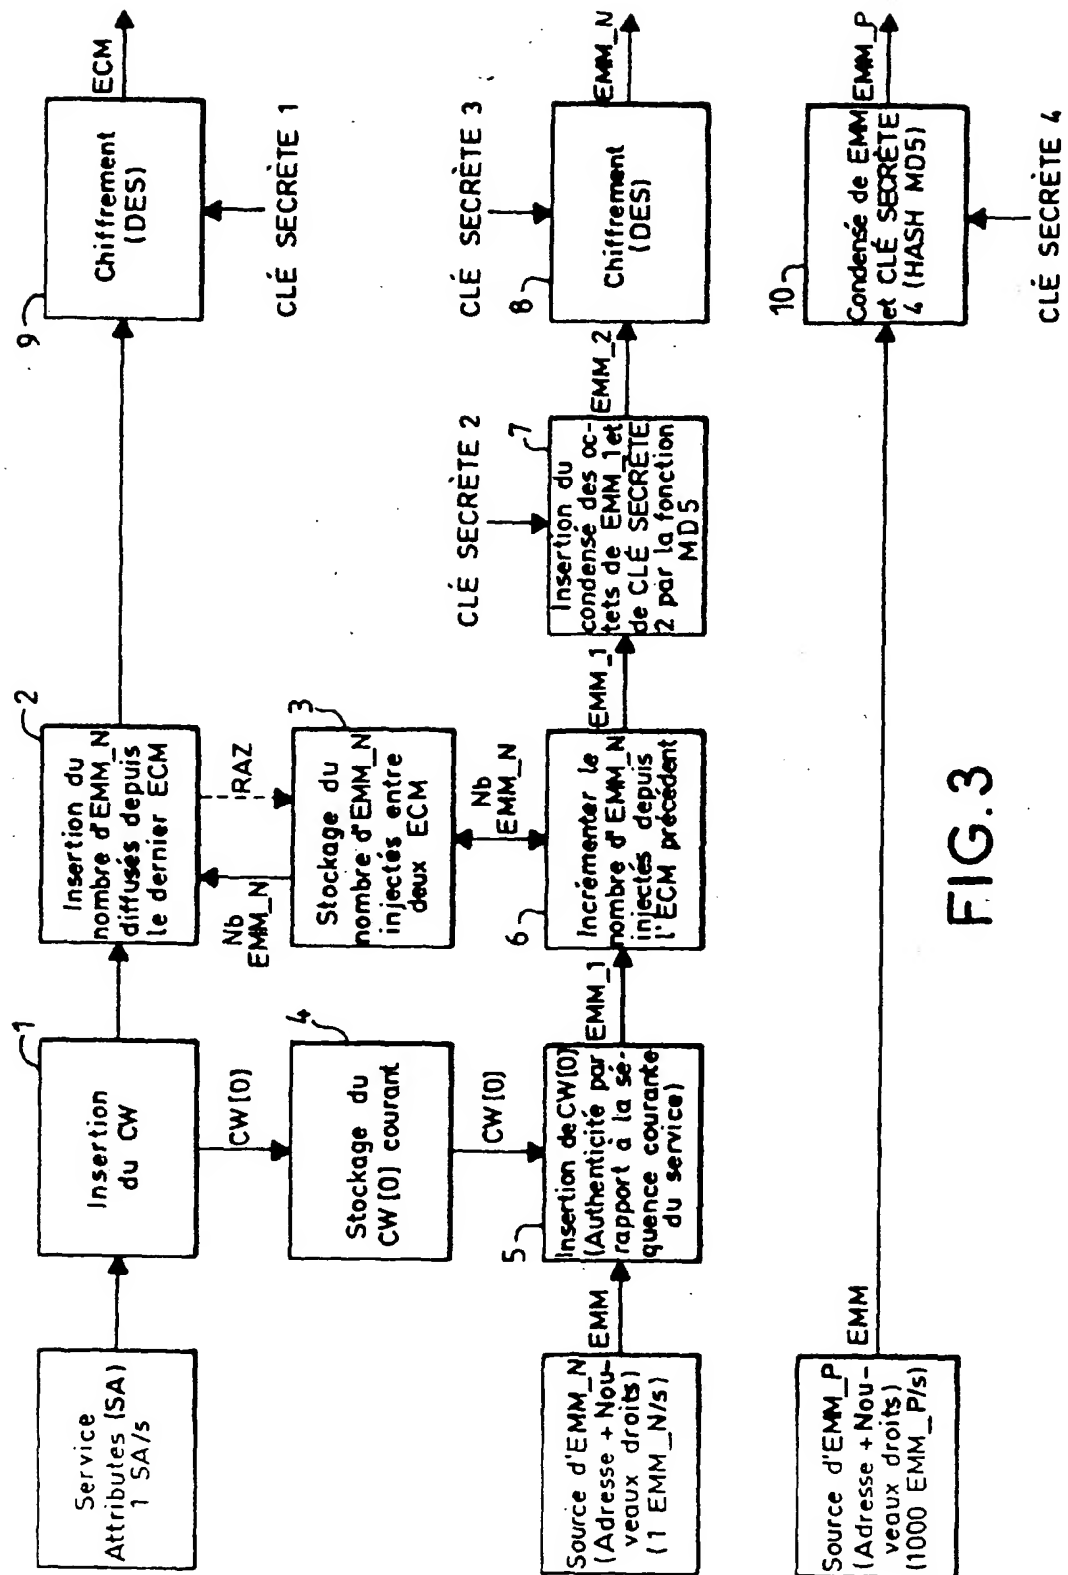 Service
Attributes (SA)
1 SA/s
1
Insertion
du CW
2
Insertion du
nombre d'EMM_N
diffusés depuis
le dernier ECM
9
Chiffrement
(DES)
ECM
CLÉ SECRÈTE 1
CW[0]
Nb
EMM_N
RAZ
4
Stockage du
CW[0] courant
3
Stockage du
nombre d'EMM_N
injectés entre
deux ECM
CW[0]
Nb
EMM_N
CLÉ SECRÈTE 2
CLÉ SECRÈTE 3
Source d'EMM_N
(Adresse + Nou-
veaux droits)
(1 EMM_N/s)
EMM
5
Insertion de CW[0]
(Authenticité par
rapport à la sé-
quence courante
du service)
EMM_1
6
Incrémenter le
nombre d'EMM_N
injectés depuis
l'ECM précédent
EMM_1
7
Insertion du
condensé des oc-
tets de EMM_1 et
de CLÉ SECRÈTE
2 par la fonction
MD5
EMM_2
8
Chiffrement
(DES)
EMM_N
Source d'EMM_P
(Adresse + Nou-
veaux droits)
(1000 EMM_P/s)
EMM
10
Condensé de EMM
et CLÉ SECRÈTE
4 (HASH MD5)
EMM_P
CLÉ SECRÈTE 4
FIG.3